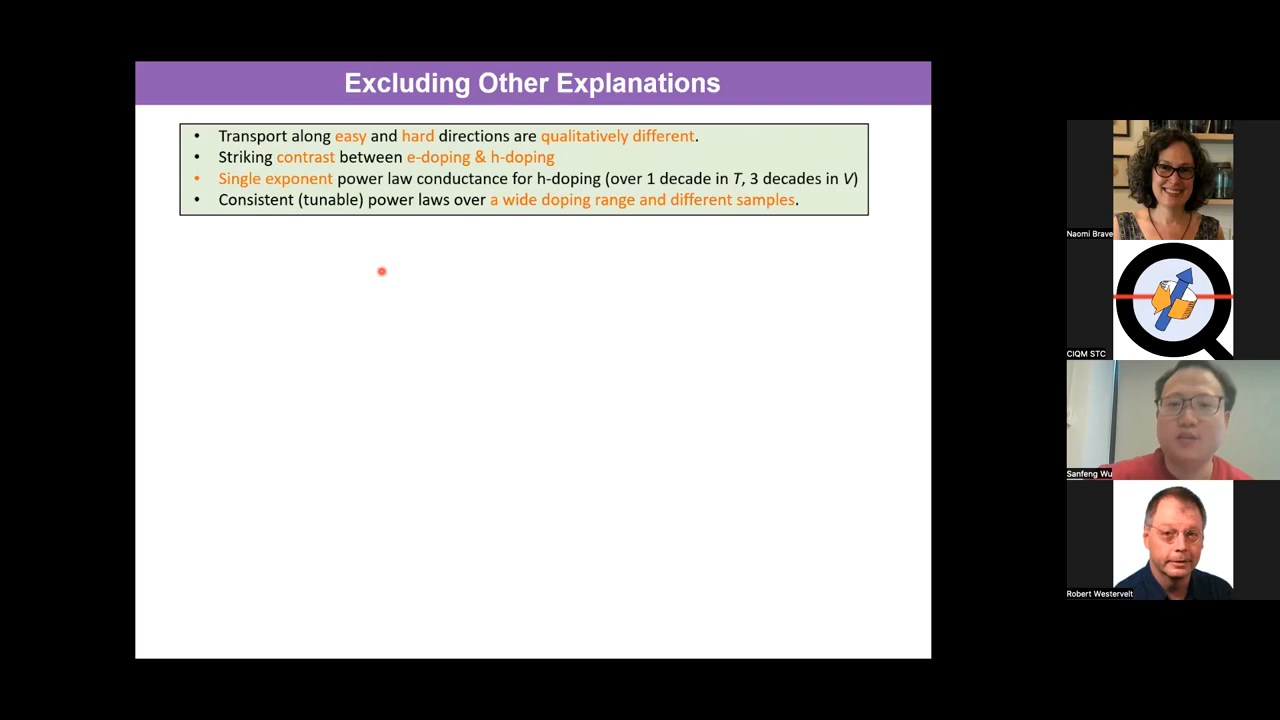 Excluding Other Explanations
• Transport along easy and hard directions are qualitatively different.
• Striking contrast between e-doping & h-doping
• Single exponent power law conductance for h-doping (over 1 decade in T, 3 decades in V)
• Consistent (tunable) power laws over a wide doping range and different samples.
Naomi Brave
CIQM STC
Sanfeng Wu
Robert Westervelt